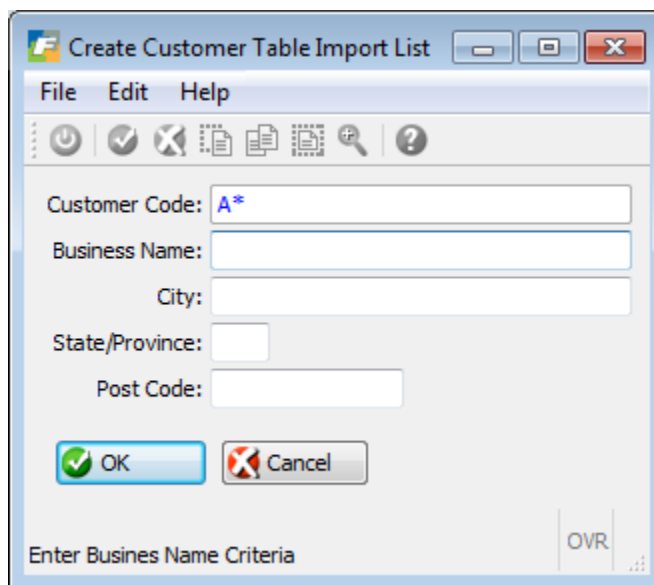 Create Customer Table Import List
File Edit Help
Customer Code: A*
Business Name:
City:
State/Province:
Post Code:
OK Cancel
Enter Busines Name Criteria OVR